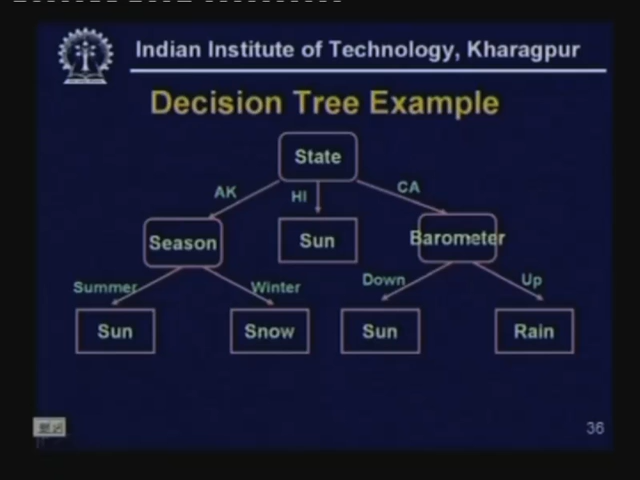 Indian Institute of Technology, Kharagpur
Decision Tree Example
State
AK HI CA
Season Sun Barometer
Summer Winter Down Up
Sun Snow Sun Rain
36